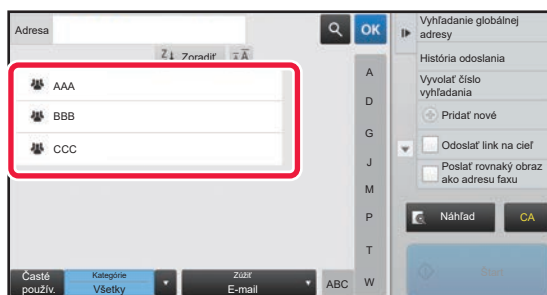 Adresa
OK
Zoradiť
AAA
BBB
CCC
A
D
G
J
M
P
T
W
Časté
použív.
Kategórie
Všetky
Zúžiť
E-mail
ABC
Vyhľadanie globálnej
adresy
História odoslania
Vyvolať číslo
vyhľadania
Pridať nové
Odoslať link na cieľ
Poslať rovnaký obraz
ako adresu faxu
Náhľad
CA